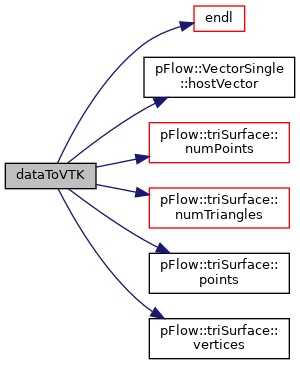 endl
pFlow::VectorSingle
::hostVector
pFlow::triSurface::
numPoints
dataToVTK
pFlow::triSurface::
numTriangles
pFlow::triSurface::
points
pFlow::triSurface::
vertices